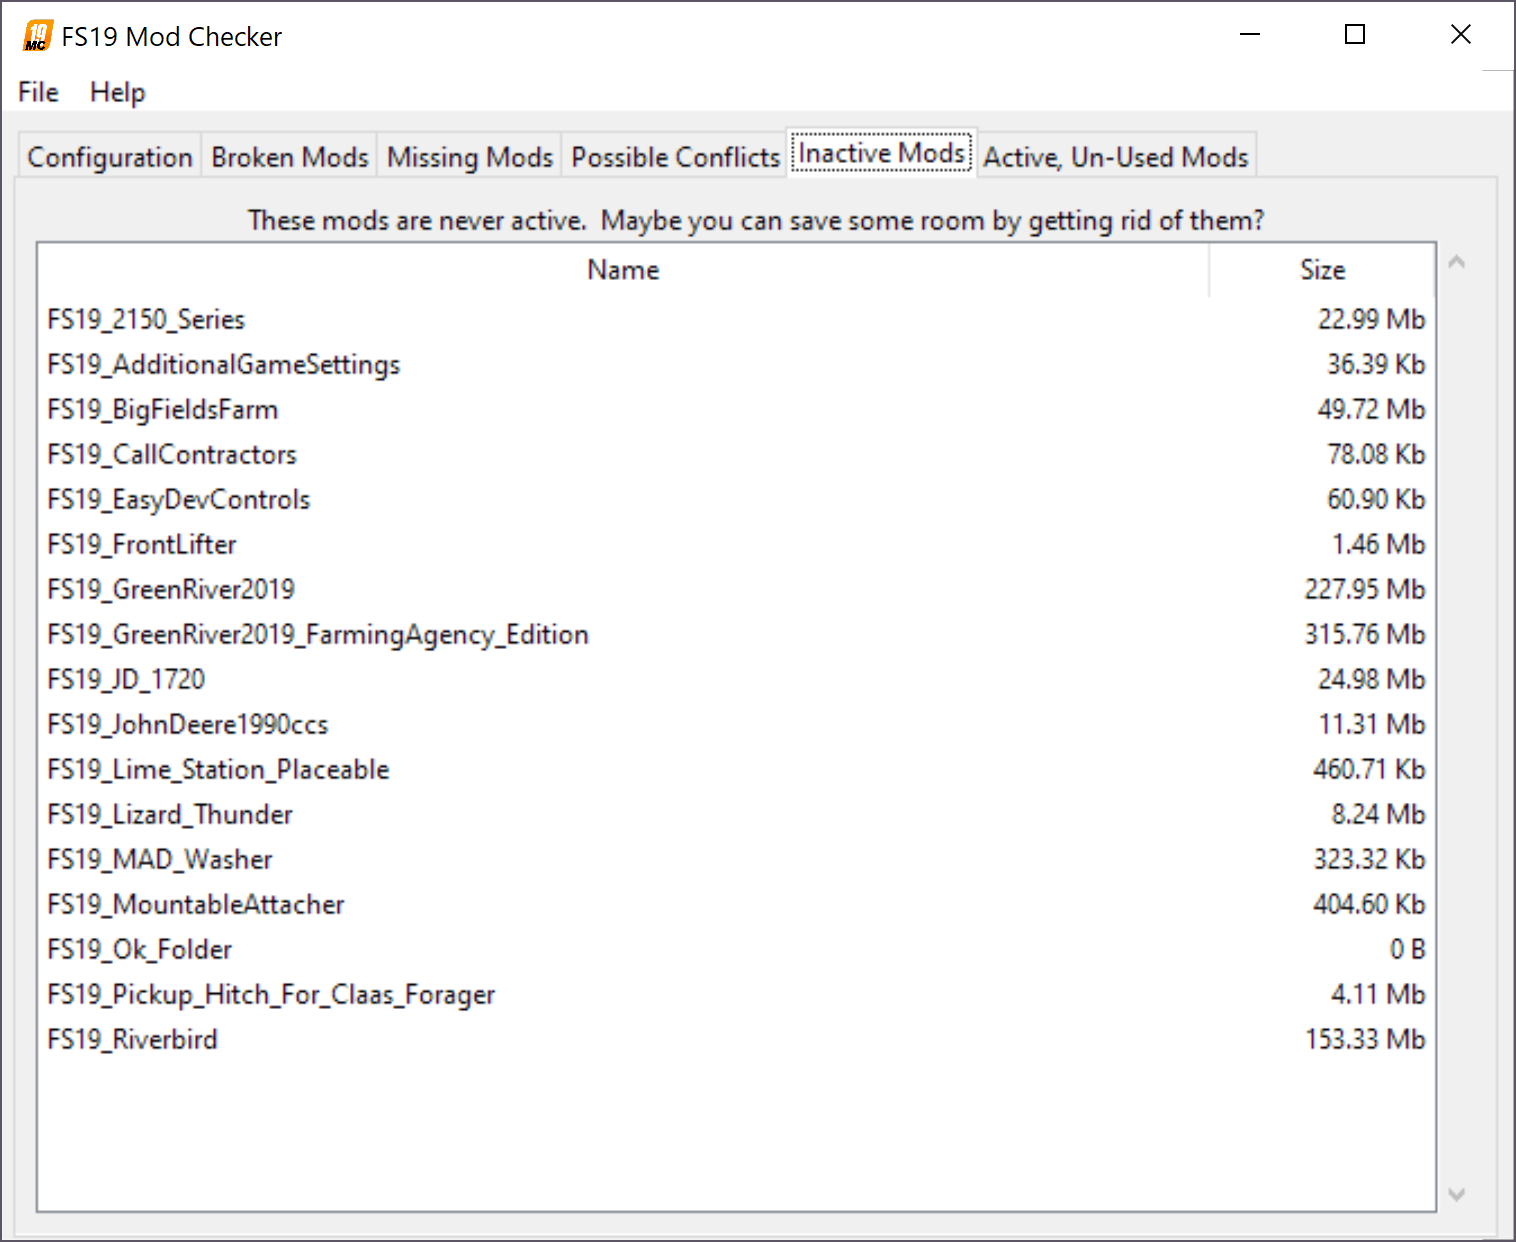 19 MC FS19 Mod Checker
File Help
Configuration Broken Mods Missing Mods Possible Conflicts Inactive Mods Active, Un-Used Mods
These mods are never active.  Maybe you can save some room by getting rid of them?
Name Size
FS19_2150_Series 22.99 Mb
FS19_AdditionalGameSettings 36.39 Kb
FS19_BigFieldsFarm 49.72 Mb
FS19_CallContractors 78.08 Kb
FS19_EasyDevControls 60.90 Kb
FS19_FrontLifter 1.46 Mb
FS19_GreenRiver2019 227.95 Mb
FS19_GreenRiver2019_FarmingAgency_Edition 315.76 Mb
FS19_JD_1720 24.98 Mb
FS19_JohnDeere1990ccs 11.31 Mb
FS19_Lime_Station_Placeable 460.71 Kb
FS19_Lizard_Thunder 8.24 Mb
FS19_MAD_Washer 323.32 Kb
FS19_MountableAttacher 404.60 Kb
FS19_Ok_Folder 0 B
FS19_Pickup_Hitch_For_Claas_Forager 4.11 Mb
FS19_Riverbird 153.33 Mb